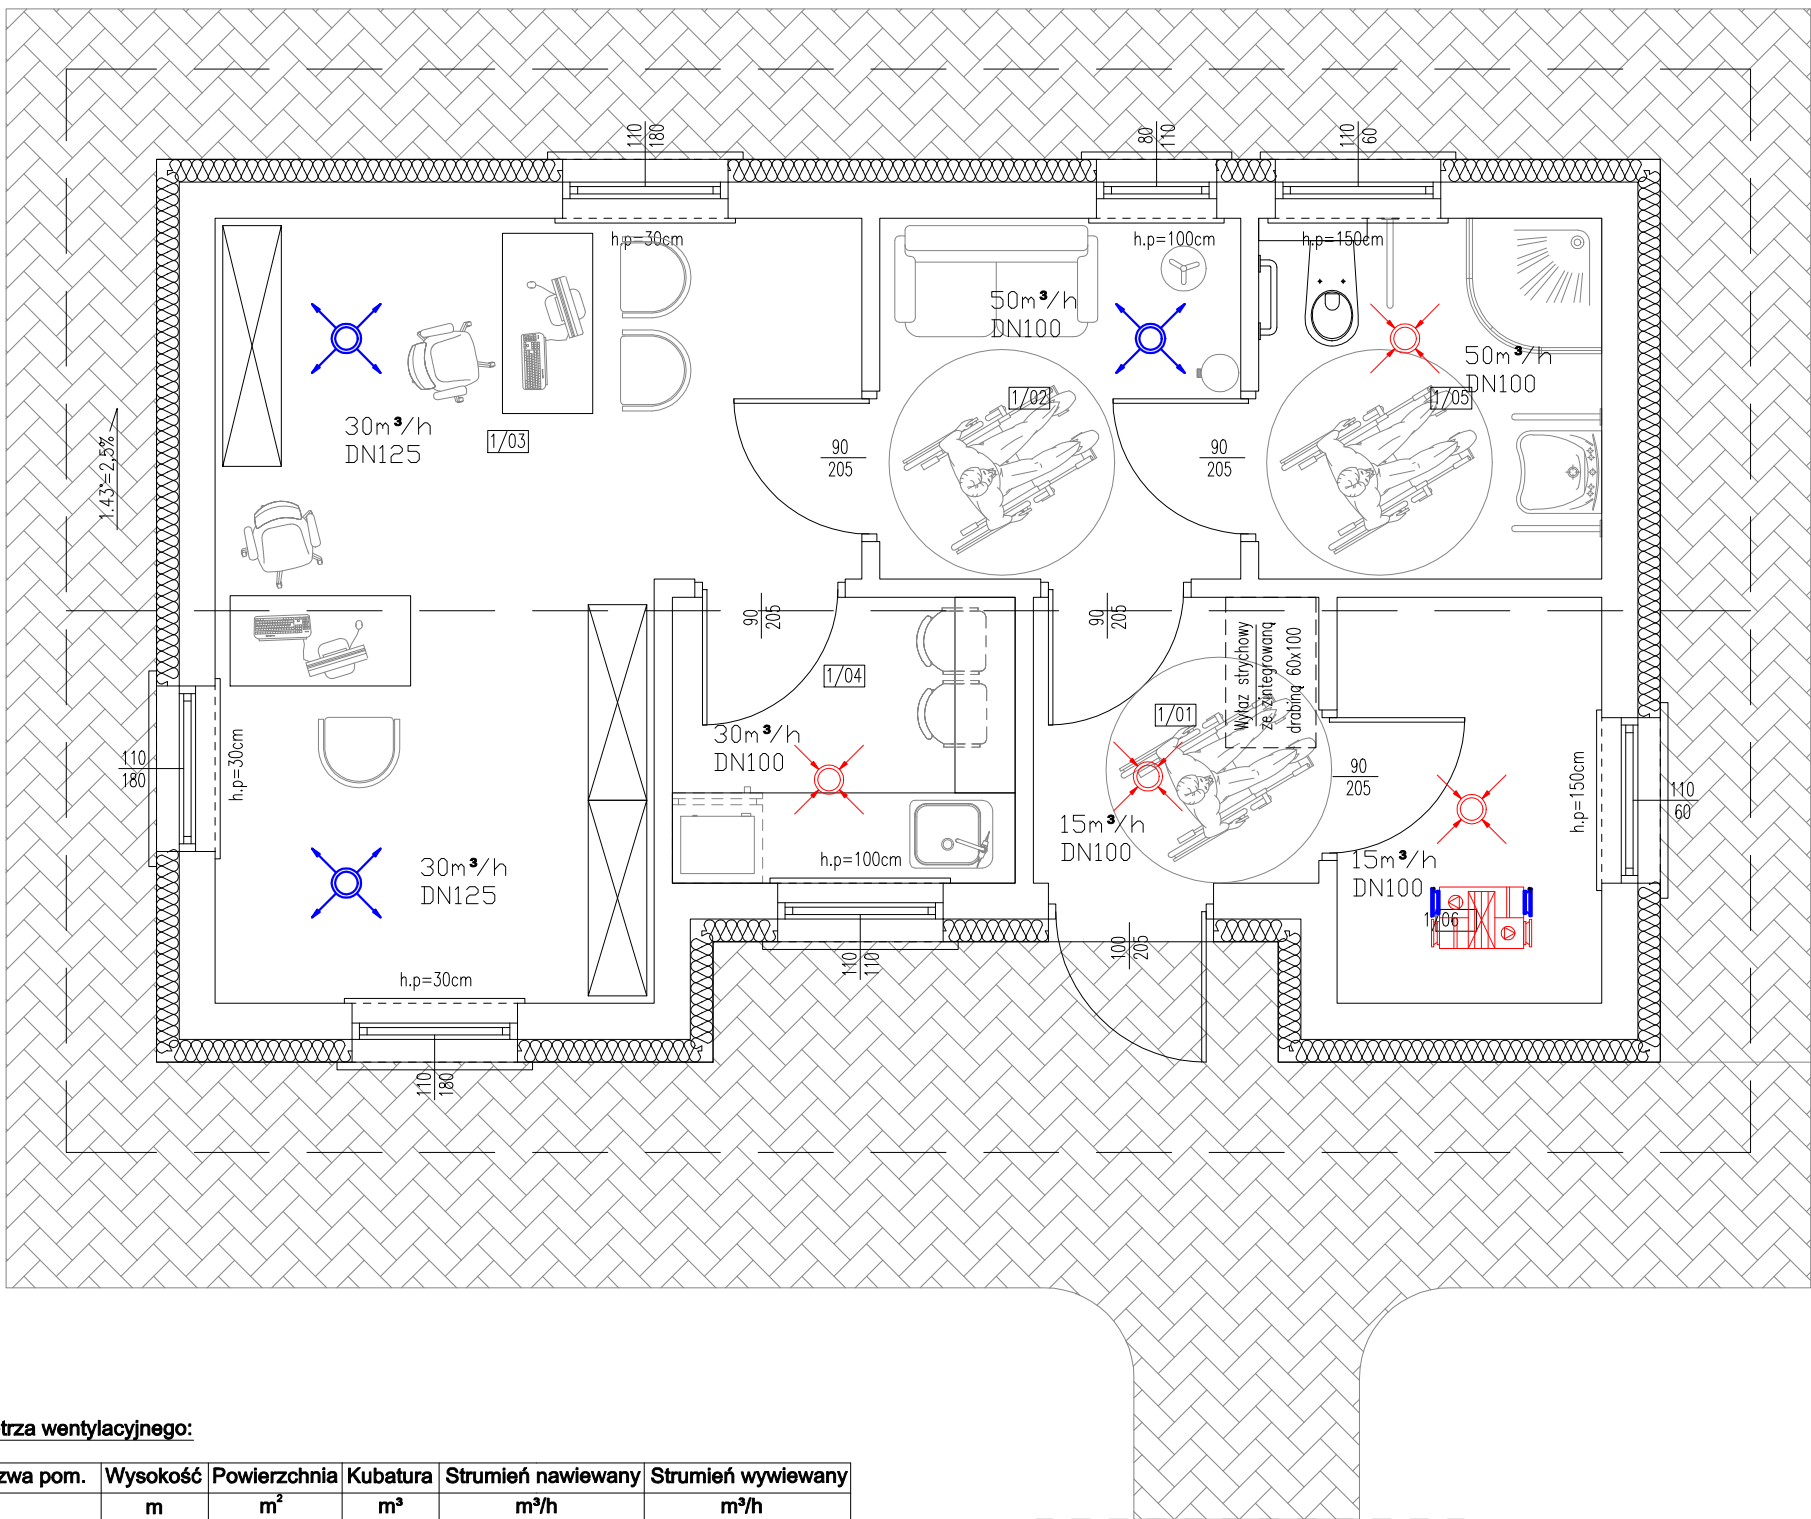 110
180
80
110
110
60
h.p=30cm
h.p=100cm
h.p=150cm
50m³/h
DN100
50m³/h
DN100
1/02
1/05
30m³/h
DN125
1/03
1.43°=2,5%
90
205
90
205
90
205
90
205
Wyłaz strychowy
ze zintegrowaną
drabiną 60x100
1/04
1/01
30m³/h
DN100
110
180
h.p=30cm
90
205
h.p=150cm
110
60
15m³/h
DN100
15m³/h
DN100
h.p=100cm
30m³/h
DN125
1/06
110
110
100
205
h.p=30cm
110
180
trza wentylacyjnego:
zwa pom. Wysokość Powierzchnia Kubatura Strumień nawiewany Strumień wywiewany
m m² m³ m³/h m³/h